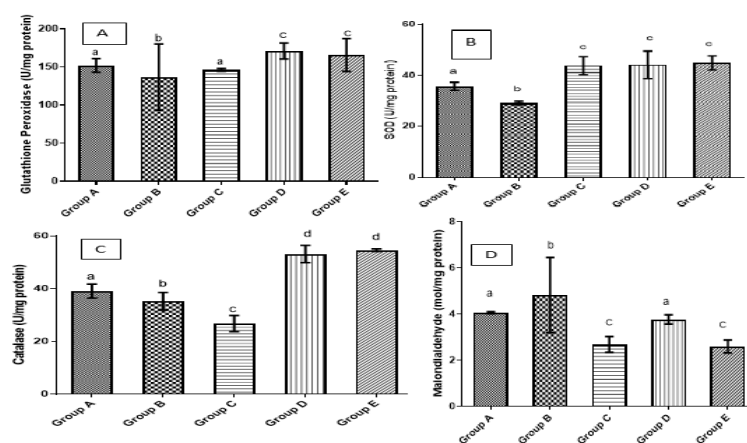 A
Glutathione Peroxidase (U/mg protein)
200
150
100
50
0
a
b
a
c
c
Group A
Group B
Group C
Group D
Group E
B
SOD (U/mg protein)
60
40
20
0
a
b
c
c
c
Group A
Group B
Group C
Group D
Group E
C
Catalase (U/mg protein)
60
40
20
0
a
b
c
d
d
Group A
Group B
Group C
Group D
Group E
D
Malondialdehyde (mol/mg protein)
8
6
4
2
0
a
b
C
a
C
Group A
Group B
Group C
Group D
Group E